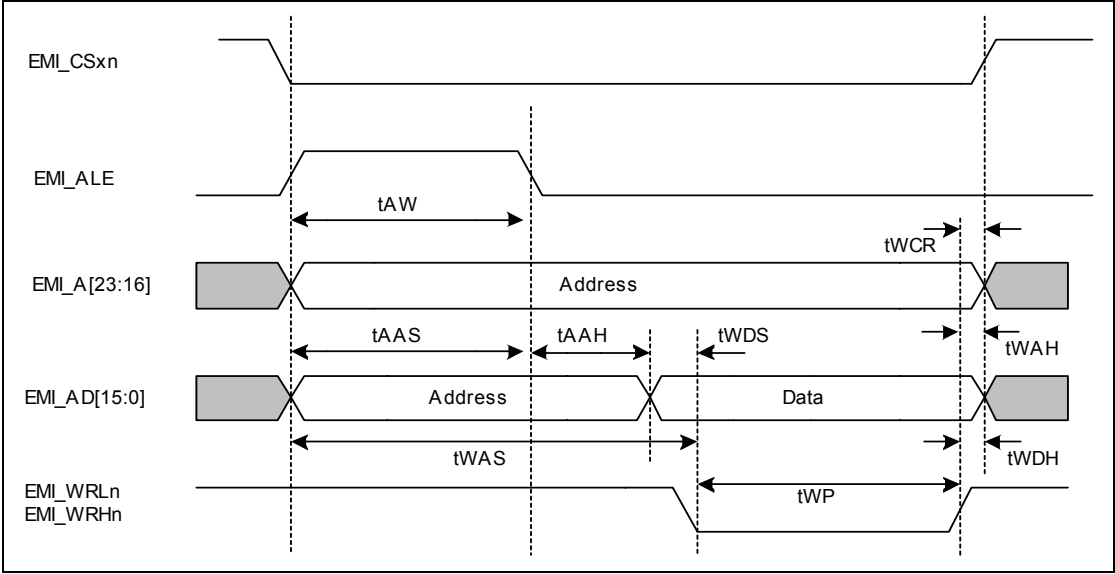 EMI_CSxn
EMI_ALE
tAW
tWCR
EMI_A[23:16]
Address
tAAS
tAAH
tWDS
tWAH
EMI_AD[15:0]
Address
Data
tWAS
tWDH
EMI_WRLn
EMI_WRHn
tWP